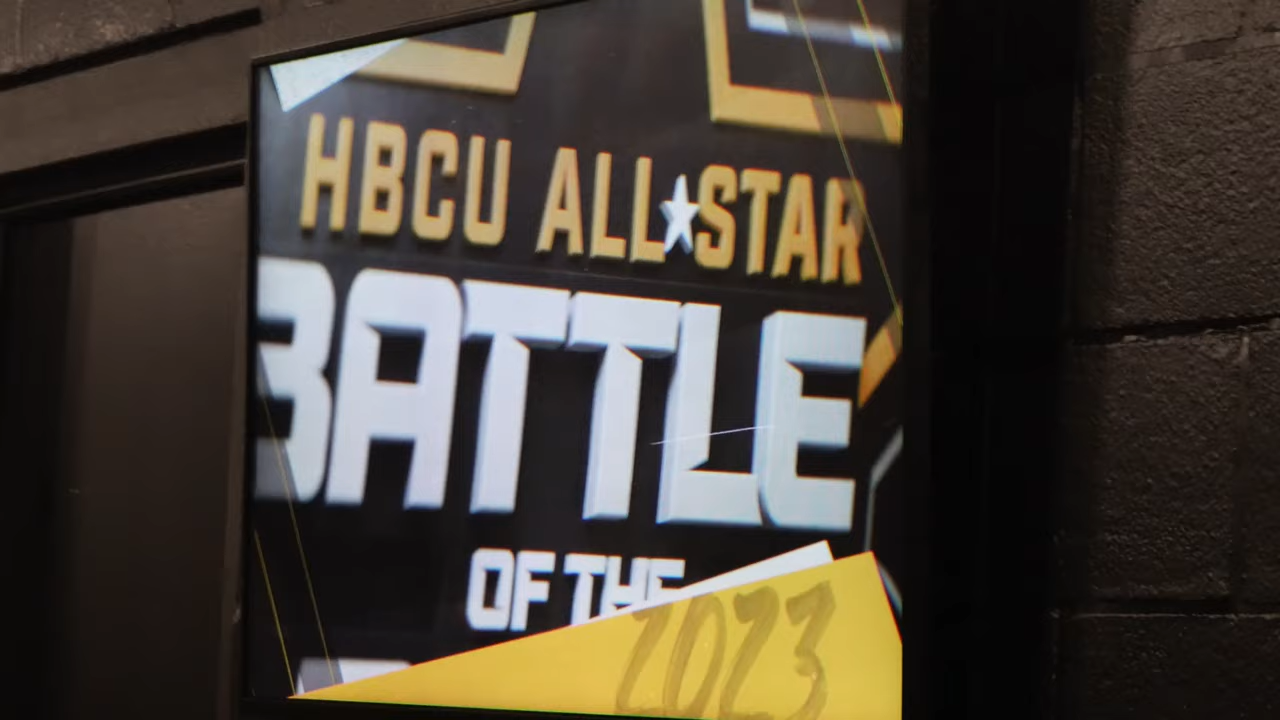 HBCU ALL★STAR
BATTLE
OF THE
2023